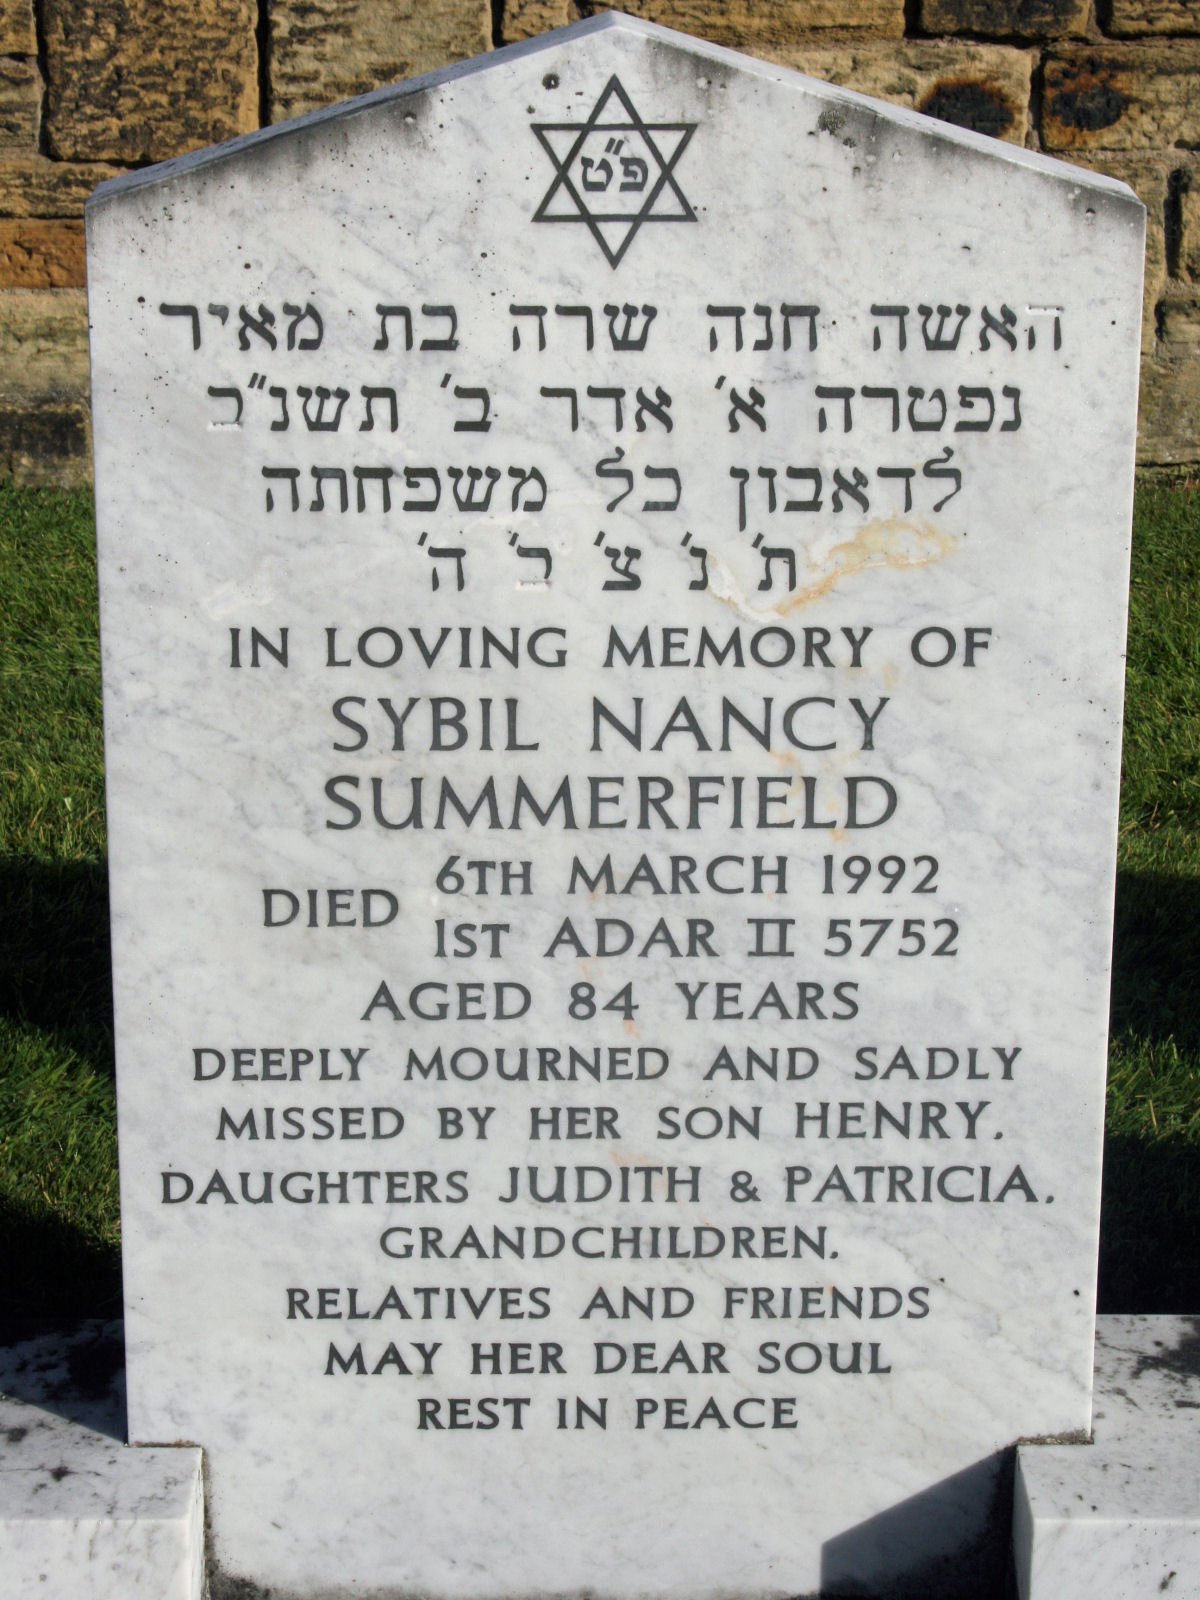 פ"ט
האשה חנה שרה בת מאיר
נפטרה א' אדר ב' תשנ"ב
לדאבון כל משפחתה
ת' נ' צ' ב' ה'
IN LOVING MEMORY OF
SYBIL NANCY
SUMMERFIELD
DIED 6TH MARCH 1992
1ST ADAR II 5752
AGED 84 YEARS
DEEPLY MOURNED AND SADLY
MISSED BY HER SON HENRY.
DAUGHTERS JUDITH & PATRICIA.
GRANDCHILDREN.
RELATIVES AND FRIENDS
MAY HER DEAR SOUL
REST IN PEACE